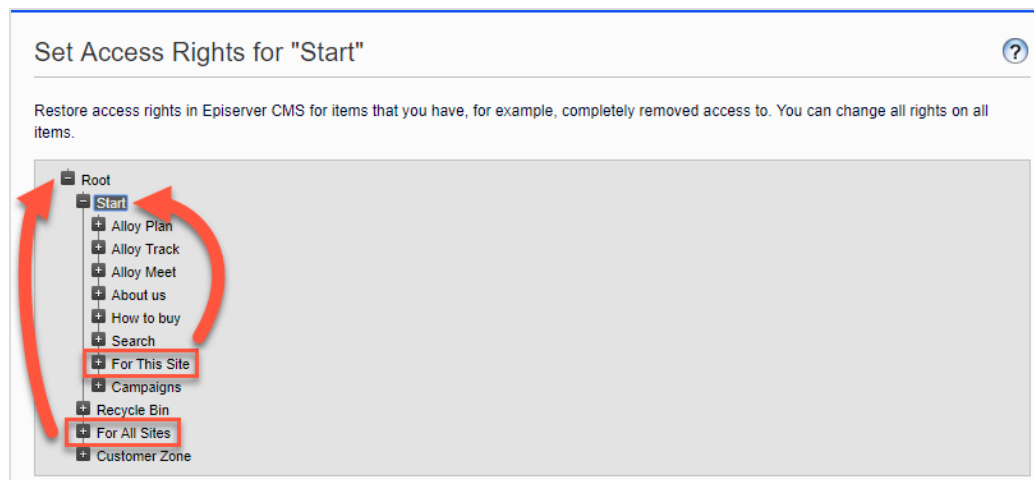 Set Access Rights for "Start"
?
Restore access rights in Episerver CMS for items that you have, for example, completely removed access to. You can change all rights on all
items.
Root
Start
Alloy Plan
Alloy Track
Alloy Meet
About us
How to buy
Search
For This Site
Campaigns
Recycle Bin
For All Sites
Customer Zone